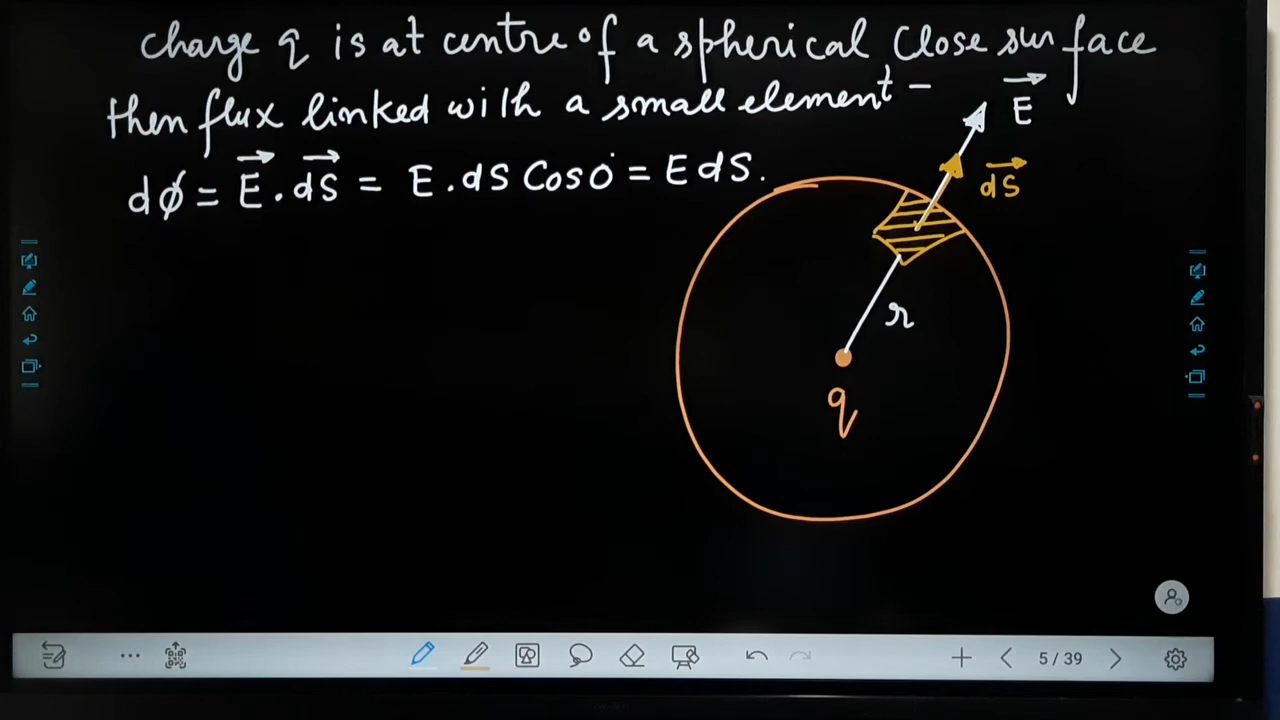 charge q is at centre of a spherical close surface
then flux linked with a small element -
dϕ = E⃗ . dS⃗ = E . dS Cos0° = E dS.
E⃗
dS⃗
r
q
5 / 39